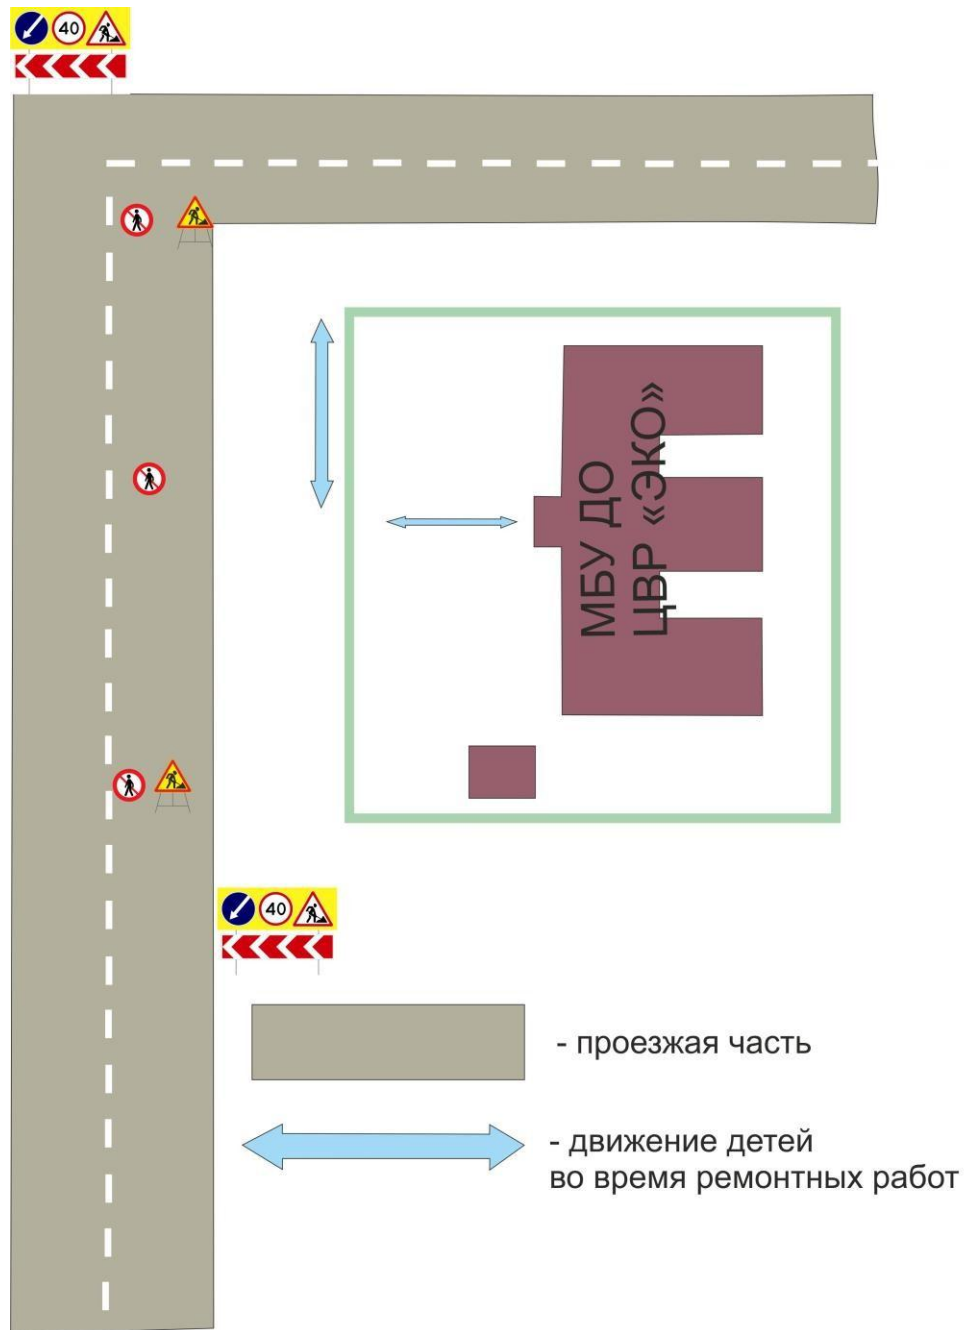 40
МБУ ДО
ЦВР «ЭКО»
40
- проезжая часть
- движение детей
во время ремонтных работ